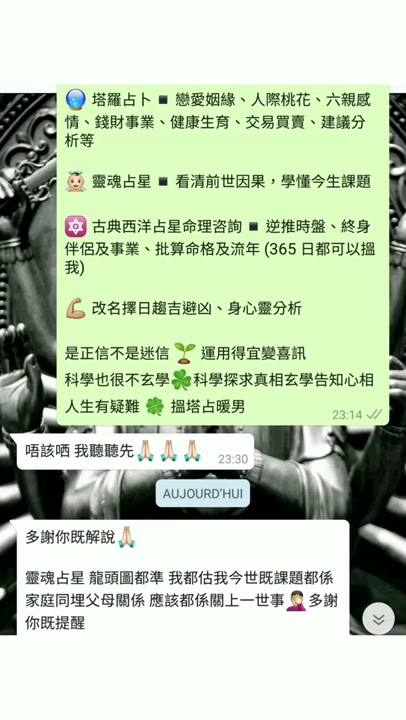 🔮 塔羅占卜 ◾ 戀愛姻緣、人際桃花、六親感
情、錢財事業、健康生育、交易買賣、建議分
析等
👼🏼 靈魂占星 ◾ 看清前世因果，學懂今生課題
🔯 古典西洋占星命理咨詢 ◾ 逆推時盤、終身
伴侶及事業、批算命格及流年 (365 日都可以搵
我)
💪🏼 改名擇日趨吉避凶、身心靈分析
是正信不是迷信🌱 運用得宜變喜訊
科學也很不玄學🍀科學探求真相玄學告知心相
人生有疑難 🍀 搵塔占暖男
23:14
唔該哂 我聽聽先🙏🏻🙏🏻🙏🏻
23:30
AUJOURD'HUI
多謝你既解說🙏🏻
靈魂占星 龍頭圖都準 我都估我今世既課題都係
家庭同埋父母關係 應該都係關上一世事🤦🏻‍♂️多謝
你既提醒